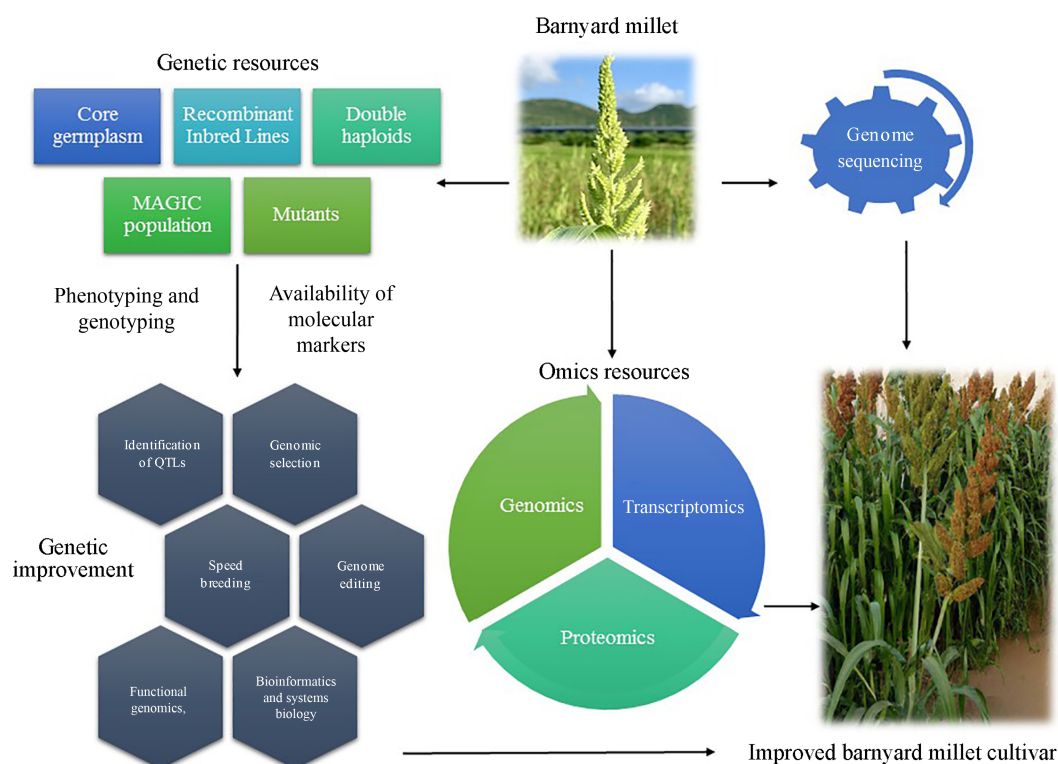 Barnyard millet
Genetic resources
Core
germplasm
Recombinant
Inbred Lines
Double
haploids
MAGIC
population
Mutants
Genome
sequencing
Phenotyping and
genotyping
Availability of
molecular
markers
Omics resources
Genomics
Transcriptomics
Proteomics
Identification
of QTLs
Genomic
selection
Genetic
improvement
Speed
breeding
Genome
editing
Functional
genomics,
Bioinformatics
and systems
biology
Improved barnyard millet cultivar